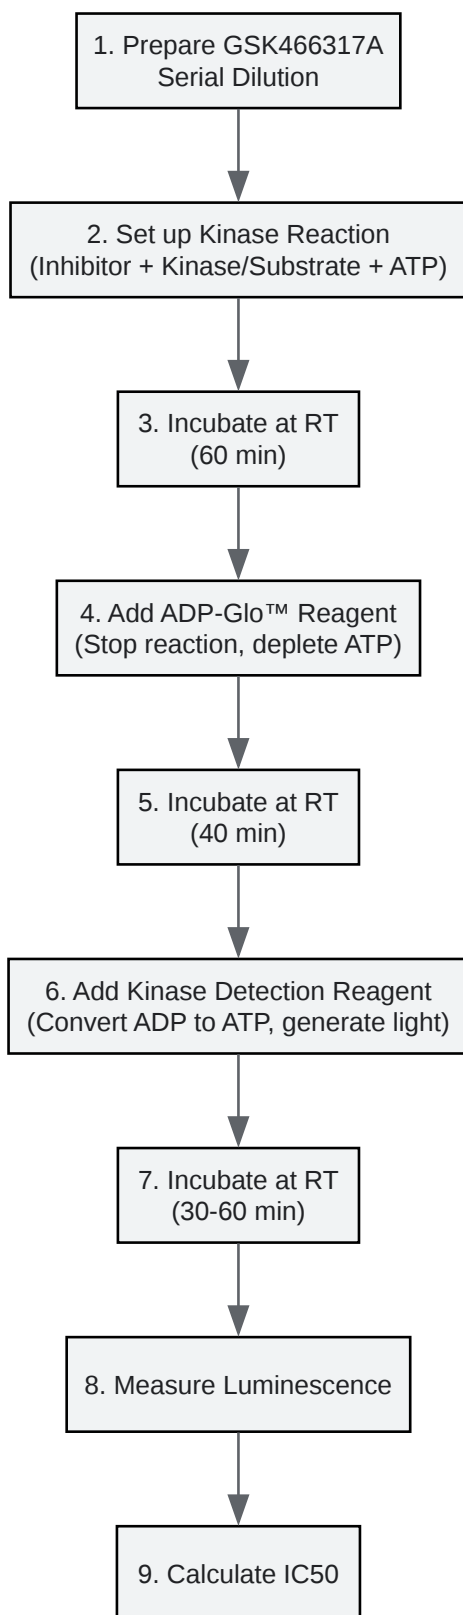 1. Prepare GSK466317A
Serial Dilution
2. Set up Kinase Reaction
(Inhibitor + Kinase/Substrate + ATP)
3. Incubate at RT
(60 min)
4. Add ADP-Glo™ Reagent
(Stop reaction, deplete ATP)
5. Incubate at RT
(40 min)
6. Add Kinase Detection Reagent
(Convert ADP to ATP, generate light)
7. Incubate at RT
(30-60 min)
8. Measure Luminescence
9. Calculate IC50